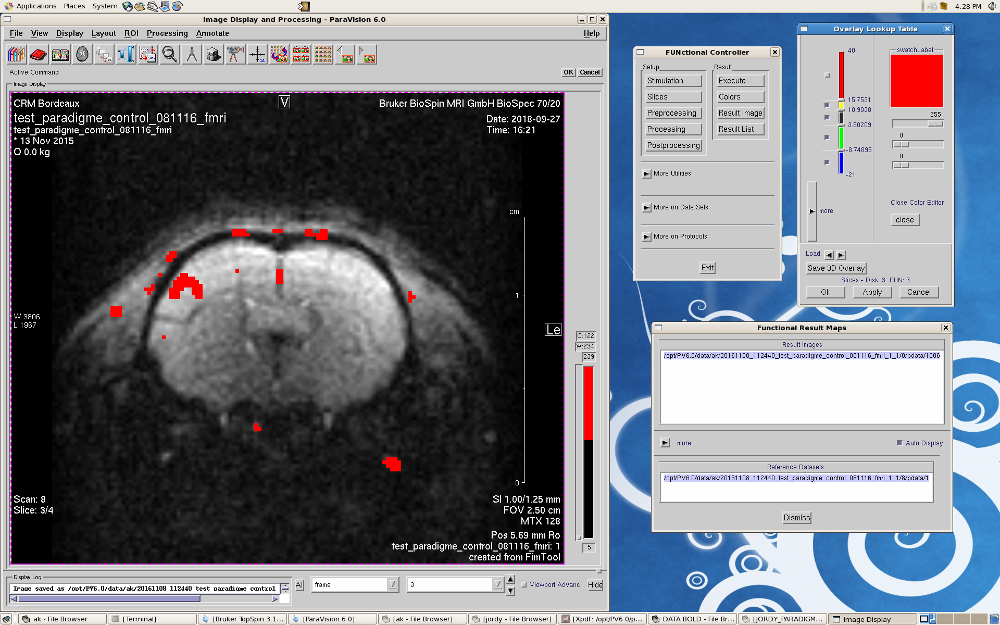 Applications Places System
4:28 PM
Image Display and Processing - ParaVision 6.0
File View Display Layout ROI Processing Annotate Help
100%
50%
Active Command
OK Cancel
Image Display
CRM Bordeaux
V
Bruker BioSpin MRI GmbH BioSpec 70/20
test_paradigme_control_081116_fmri
test_paradigme_control_081116_fmri
* 13 Nov 2015
O 0.0 kg
Date: 2018-09-27
Time: 16:21
cm
1
0
W 3806
L 1967
Le
C:122
W:234
239
5
Scan: 8
Slice: 3/4
SI 1.00/1.25 mm
FOV 2.50 cm
MTX 128
Pos 5.69 mm Ro
test_paradigme_control_081116_fmri: 1
created from FimTool
Display Log
Image saved as /opt/PV6.0/data/ak/20161108_112440_test_paradigme_control
Al
frame
3
Viewport Advanc
Hide
FUNctional Controller
Setup
Stimulation
Slices
Preprocessing
Processing
Postprocessing
Result
Execute
Colors
Result Image
Result List
More Utilities
More on Data Sets
More on Protocols
Exit
Overlay Lookup Table
40
15.7531
10.9038
3.50209
-8.74895
-21
swatchLabel
255
0
0
more
Close Color Editor
close
Load:
Save 3D Overlay
Slices - Disk: 3 FUN: 3
Ok Apply Cancel
Functional Result Maps
Result Images
/opt/PV6.0/data/ak/20161108_112440_test_paradigme_control_081116_fmri_1_1/8/pdata/1006
more
Auto Display
Reference Datasets
/opt/PV6.0/data/ak/20161108_112440_test_paradigme_control_081116_fmri_1_1/8/pdata/1
Dismiss
ak - File Browser
[Terminal]
[Bruker TopSpin 3.1...
[ParaVision 6.0]
[ak - File Browser]
[jordy - File Browser]
[Xpdf: /opt/PV6.0/p...
DATA BOLD - File Br...
[JORDY_PARADIGM...
Image Display